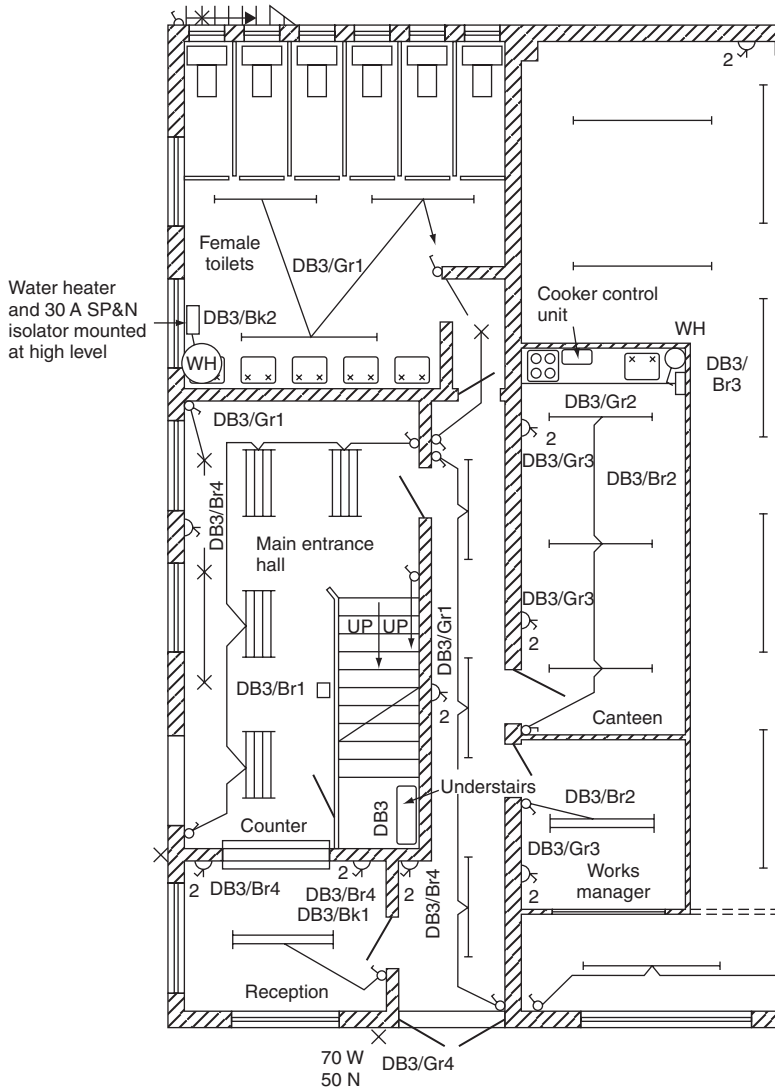 2
Female
toilets
DB3/Gr1
Water heater
and 30 A SP&N
isolator mounted
at high level
DB3/Bk2
WH
Cooker control
unit
WH
DB3/
Br3
DB3/Gr2
DB3/Gr1
2
DB3/Gr3
DB3/Br2
DB3/Br4
Main entrance
hall
DB3/Gr3
2
UP
UP
DB3/Gr1
DB3/Br1
2
Canteen
Understairs
DB3
DB3/Br2
Counter
DB3/Gr3
2
Works
manager
2
DB3/Br4
2
DB3/Br4
DB3/Bk1
2
DB3/Br4
Reception
70 W
50 N
DB3/Gr4